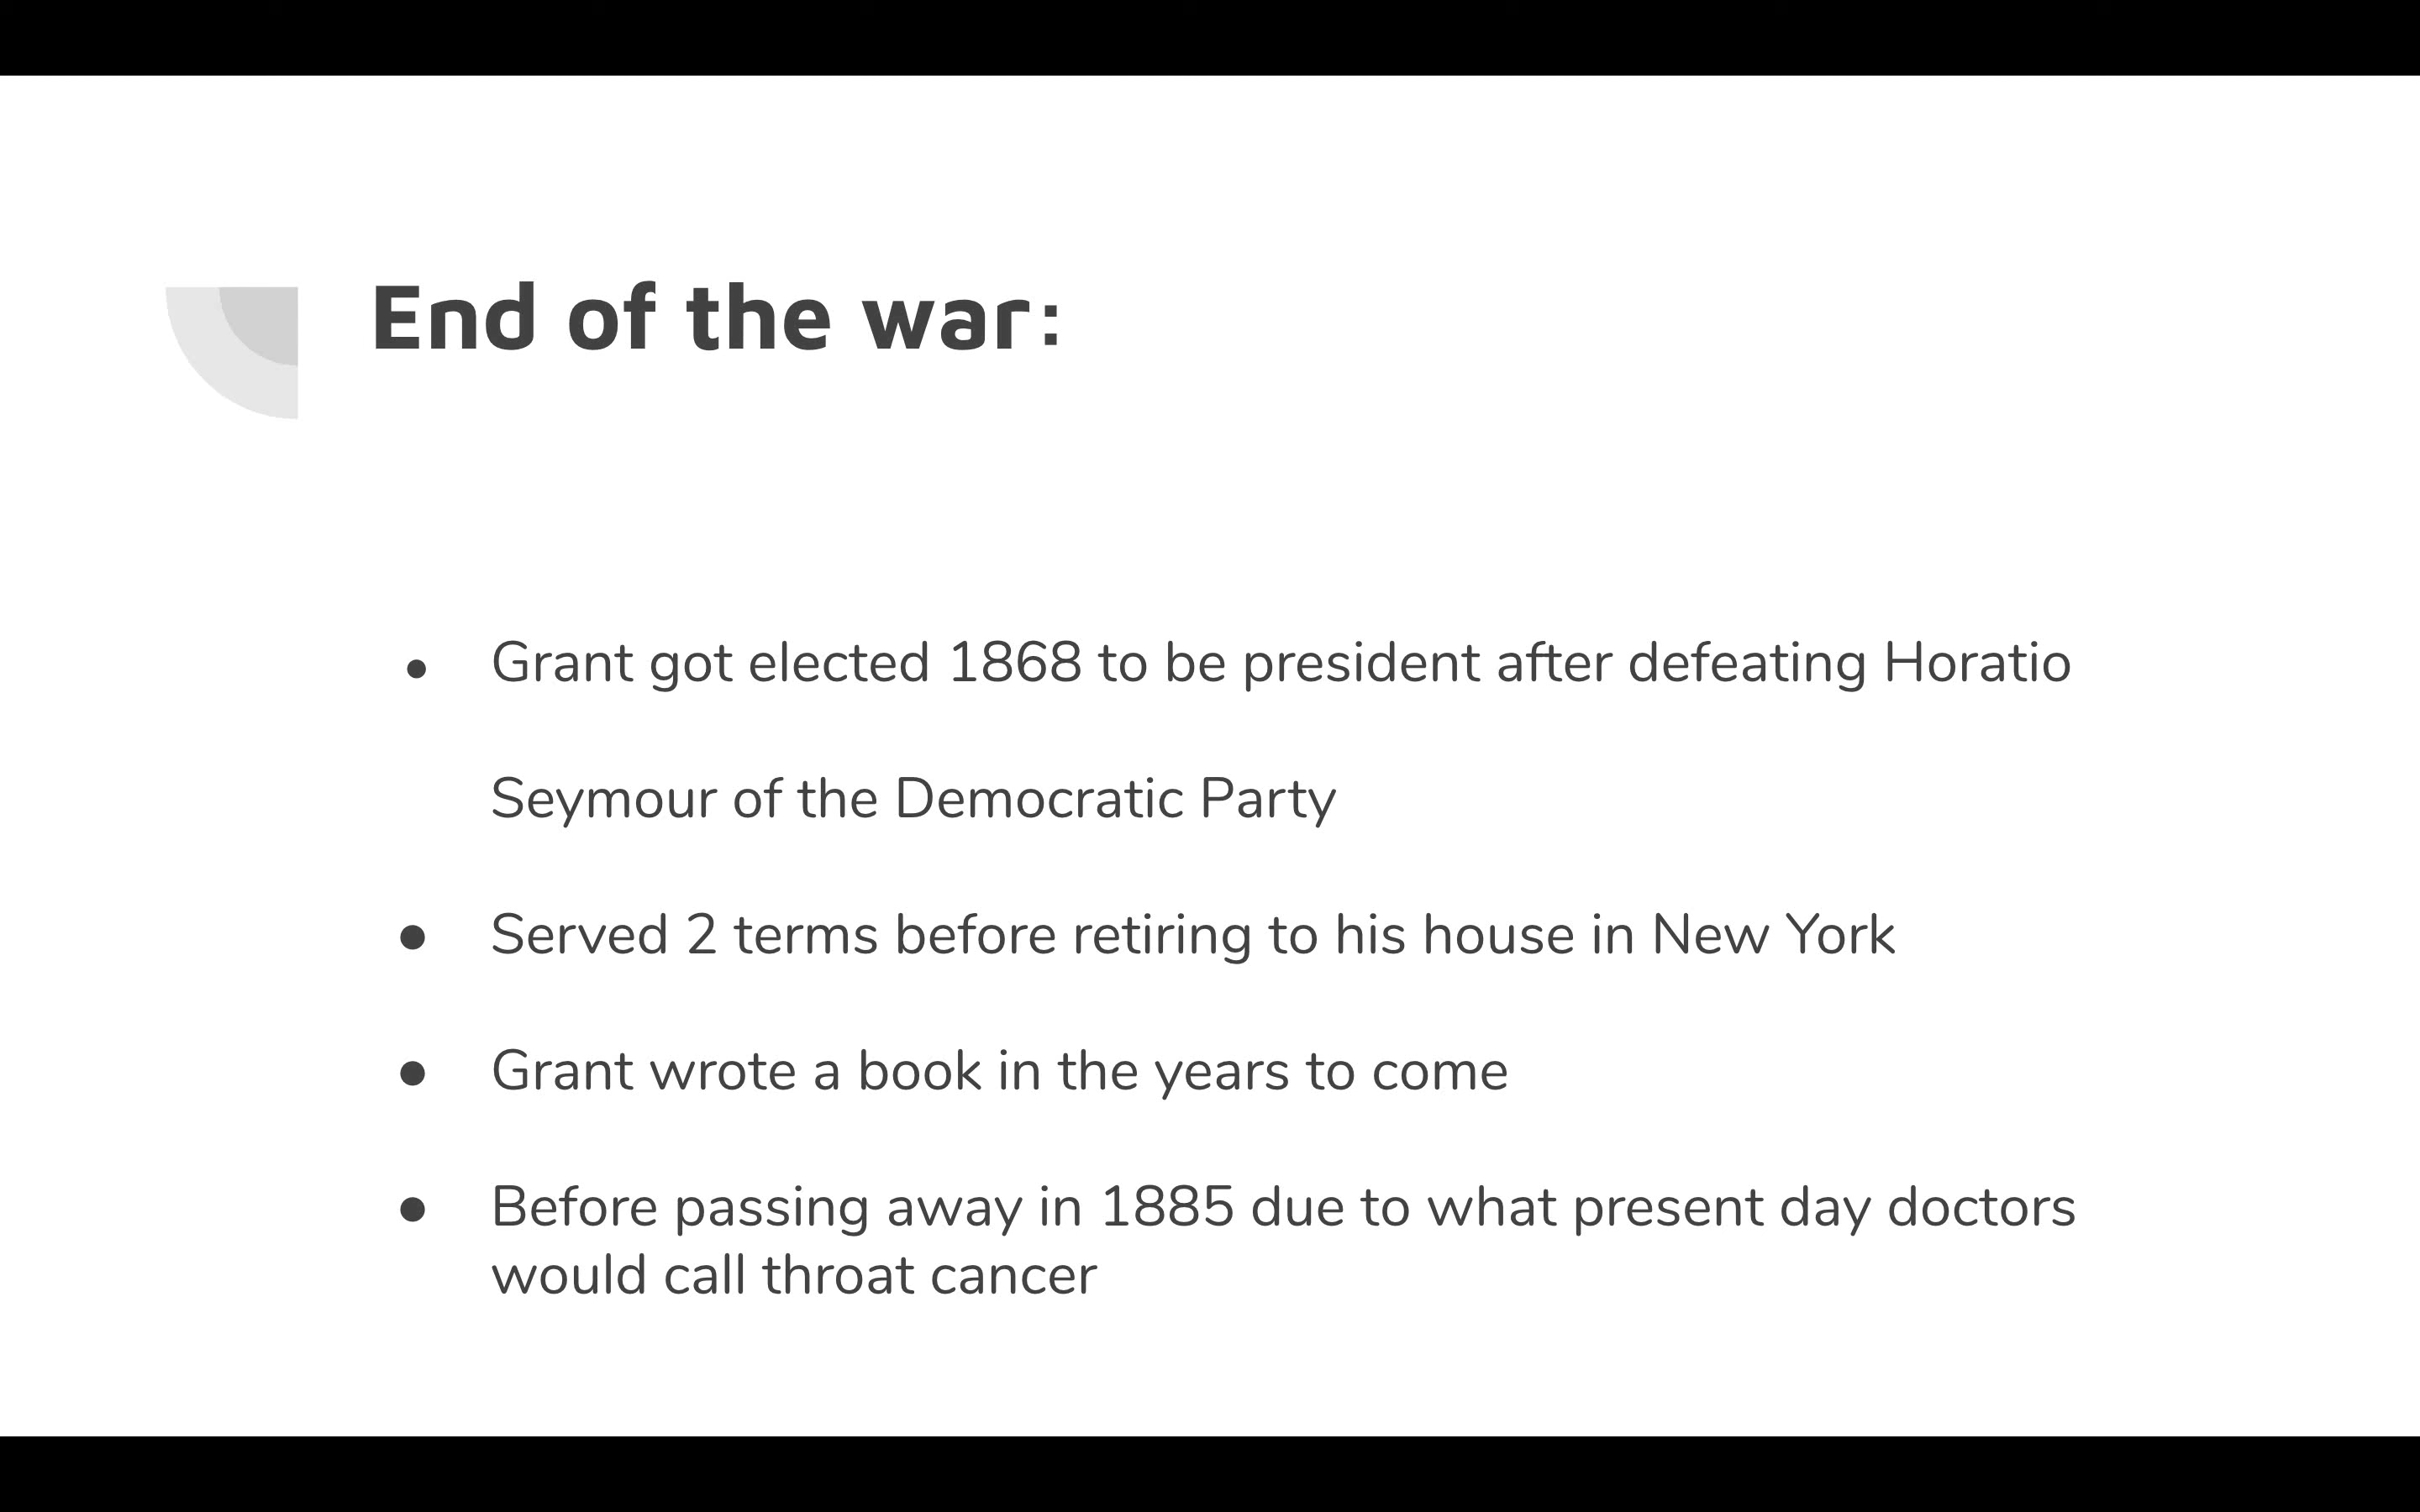 End of the war:
Grant got elected 1868 to be president after defeating Horatio
Seymour of the Democratic Party
Served 2 terms before retiring to his house in New York
Grant wrote a book in the years to come
Before passing away in 1885 due to what present day doctors
would call throat cancer